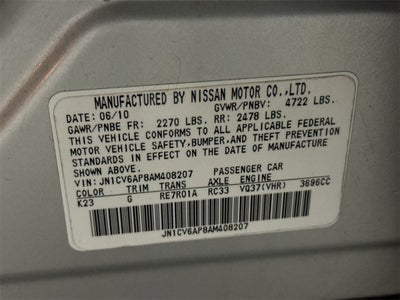 MANUFACTURED BY NISSAN MOTOR CO.,LTD.
DATE: 06/10 GVWR/PNBV: 4722 LBS.
GAWR/PNBE FR: 2270 LBS. RR: 2478 LBS.
THIS VEHICLE CONFORMS TO ALL APPLICABLE FEDERAL
MOTOR VEHICLE SAFETY,BUMPER,AND THEFT PREVENTION
STANDARDS IN EFFECT ON THE DATE OF MANUFACTURE
SHOWN ABOVE.
VIN:JN1CV6AP8AM408207 PASSENGER CAR
COLOR TRIM TRANS AXLE ENGINE
K23 G RE7R01A RC33 VQ37(VHR) 3696CC
JN1CV6AP8AM408207